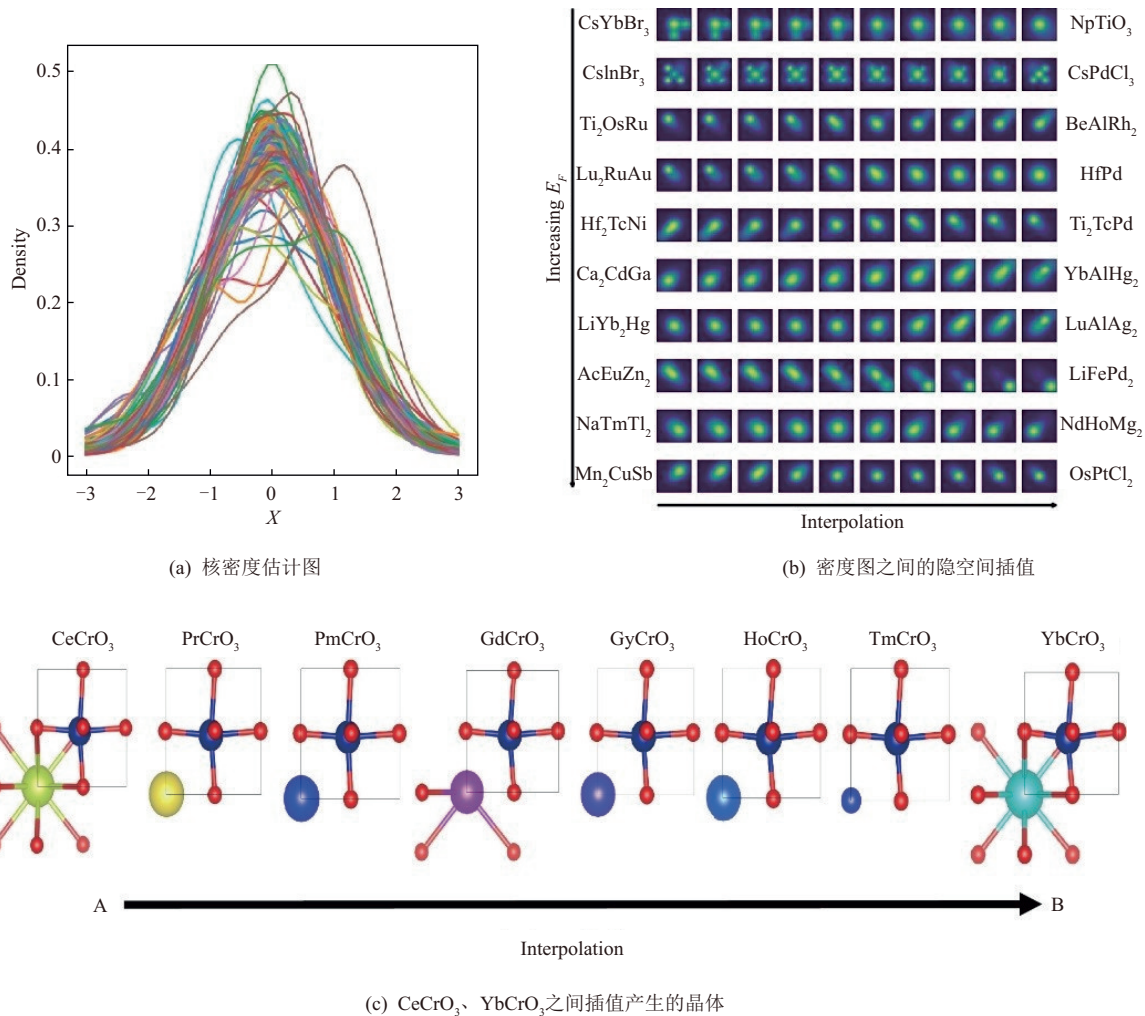 0.5
0.4
0.3
0.2
0.1
0
Density
−3 −2 −1 0 1 2 3
X
(a) 核密度估计图
Increasing E_F
CsYbBr₃ NpTiO₃
CsInBr₃ CsPdCl₃
Ti₂OsRu BeAlRh₂
Lu₂RuAu HfPd
Hf₂TcNi Ti₂TcPd
Ca₂CdGa YbAlHg₂
LiYb₂Hg LuAlAg₂
AcEuZn₂ LiFePd₂
NaTmTl₂ NdHoMg₂
Mn₂CuSb OsPtCl₂
Interpolation
(b) 密度图之间的隐空间插值
CeCrO₃ PrCrO₃ PmCrO₃ GdCrO₃ GyCrO₃ HoCrO₃ TmCrO₃ YbCrO₃
A B
Interpolation
(c) CeCrO₃、YbCrO₃之间插值产生的晶体